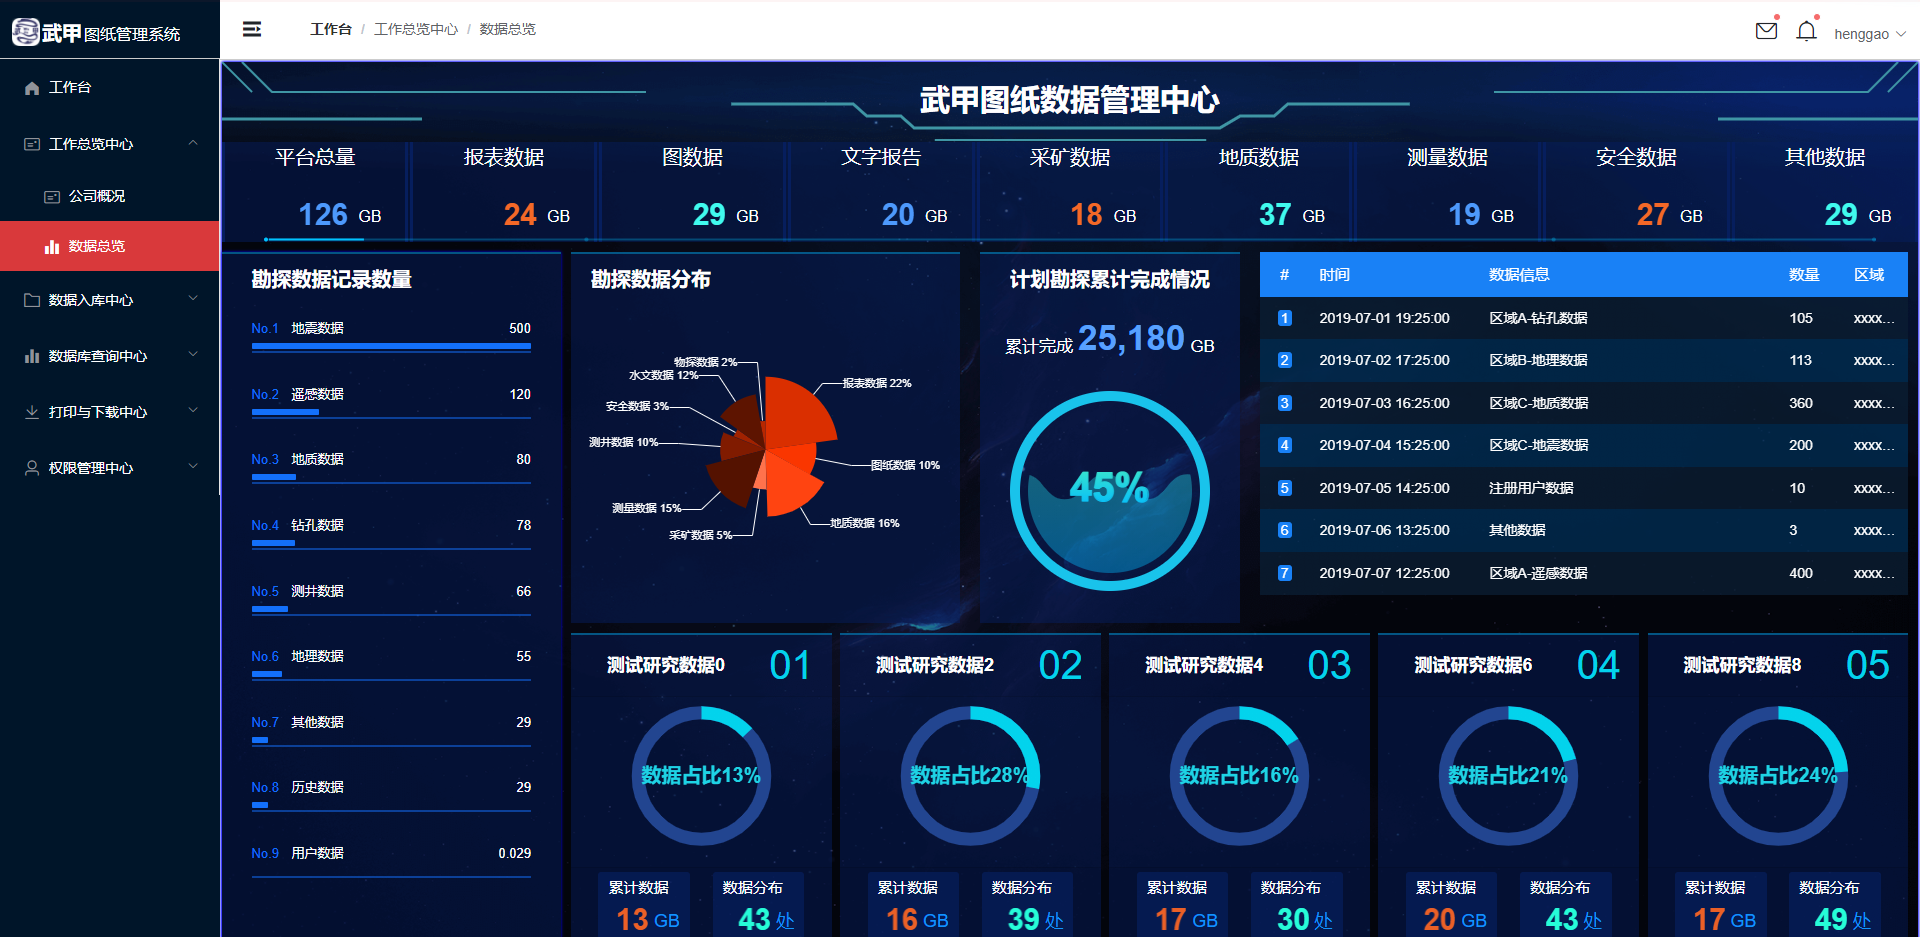 武甲 图纸管理系统
工作台 / 工作总览中心 / 数据总览
henggao
工作台
工作总览中心
公司概况
数据总览
数据入库中心
数据库查询中心
打印与下载中心
权限管理中心
武甲图纸数据管理中心
平台总量 报表数据 图数据 文字报告 采矿数据 地质数据 测量数据 安全数据 其他数据
126 GB 24 GB 29 GB 20 GB 18 GB 37 GB 19 GB 27 GB 29 GB
勘探数据记录数量
No.1 地震数据 500
No.2 遥感数据 120
No.3 地质数据 80
No.4 钻孔数据 78
No.5 测井数据 66
No.6 地理数据 55
No.7 其他数据 29
No.8 历史数据 29
No.9 用户数据 0.029
勘探数据分布
物探数据 2%
水文数据 12%
报表数据 22%
安全数据 3%
测井数据 10%
图纸数据 10%
测量数据 15%
地质数据 16%
采矿数据 5%
计划勘探累计完成情况
累计完成 25,180 GB
45%
# 时间 数据信息 数量 区域
1 2019-07-01 19:25:00 区域A-钻孔数据 105 xxxx...
2 2019-07-02 17:25:00 区域B-地理数据 113 xxxx...
3 2019-07-03 16:25:00 区域C-地质数据 360 xxxx...
4 2019-07-04 15:25:00 区域C-地震数据 200 xxxx...
5 2019-07-05 14:25:00 注册用户数据 10 xxxx...
6 2019-07-06 13:25:00 其他数据 3 xxxx...
7 2019-07-07 12:25:00 区域A-遥感数据 400 xxxx...
测试研究数据0 01
数据占比13%
累计数据 数据分布
13 GB 43 处
测试研究数据2 02
数据占比28%
累计数据 数据分布
16 GB 39 处
测试研究数据4 03
数据占比16%
累计数据 数据分布
17 GB 30 处
测试研究数据6 04
数据占比21%
累计数据 数据分布
20 GB 43 处
测试研究数据8 05
数据占比24%
累计数据 数据分布
17 GB 49 处